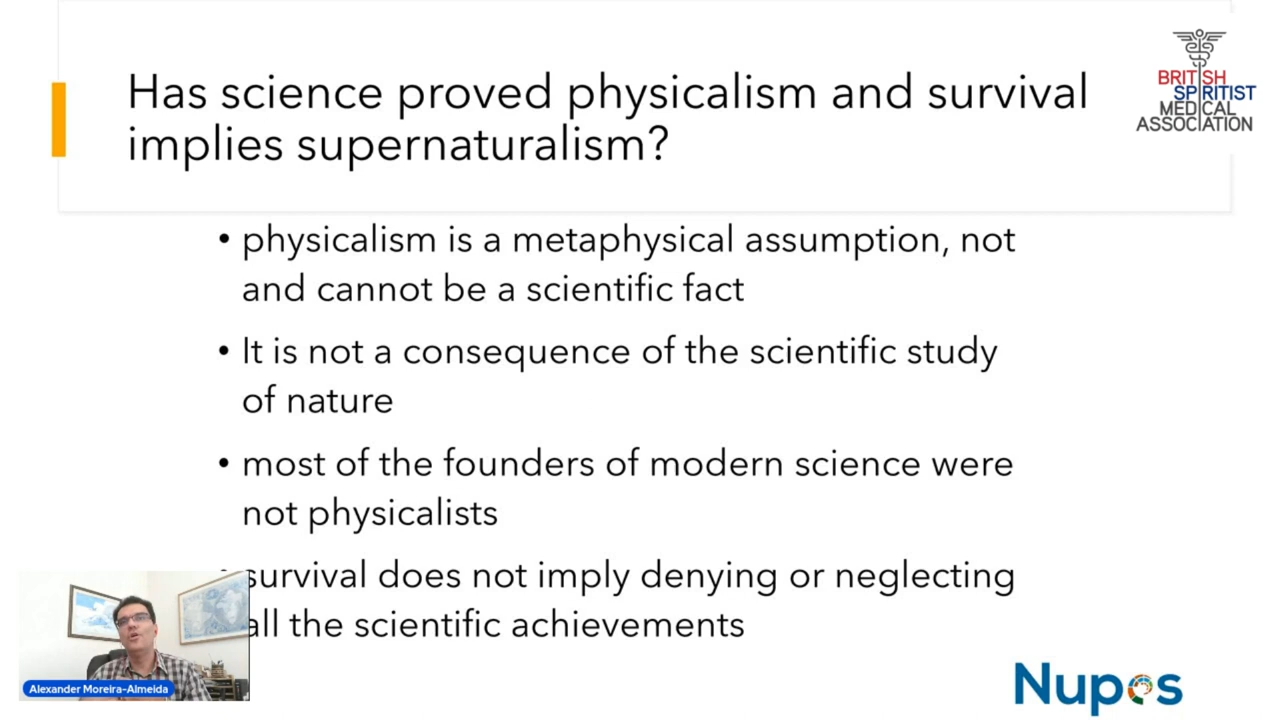 Has science proved physicalism and survival
implies supernaturalism?
BRITISH
SPIRITIST
MEDICAL
ASSOCIATION
• physicalism is a metaphysical assumption, not
and cannot be a scientific fact
• It is not a consequence of the scientific study
of nature
• most of the founders of modern science were
not physicalists
• survival does not imply denying or neglecting
all the scientific achievements
Alexander Moreira-Almeida
Nupes